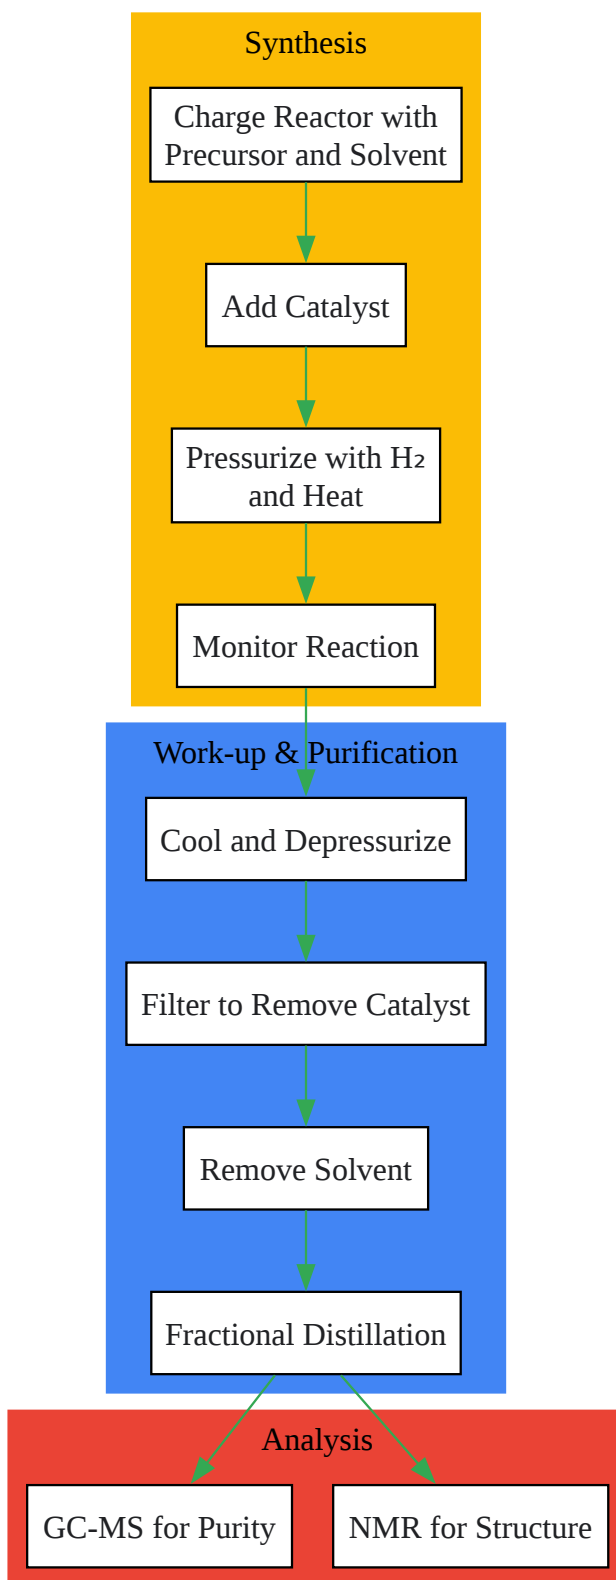 Synthesis
Charge Reactor with
Precursor and Solvent
Add Catalyst
Pressurize with H₂
and Heat
Monitor Reaction
Work-up & Purification
Cool and Depressurize
Filter to Remove Catalyst
Remove Solvent
Fractional Distillation
Analysis
GC-MS for Purity
NMR for Structure